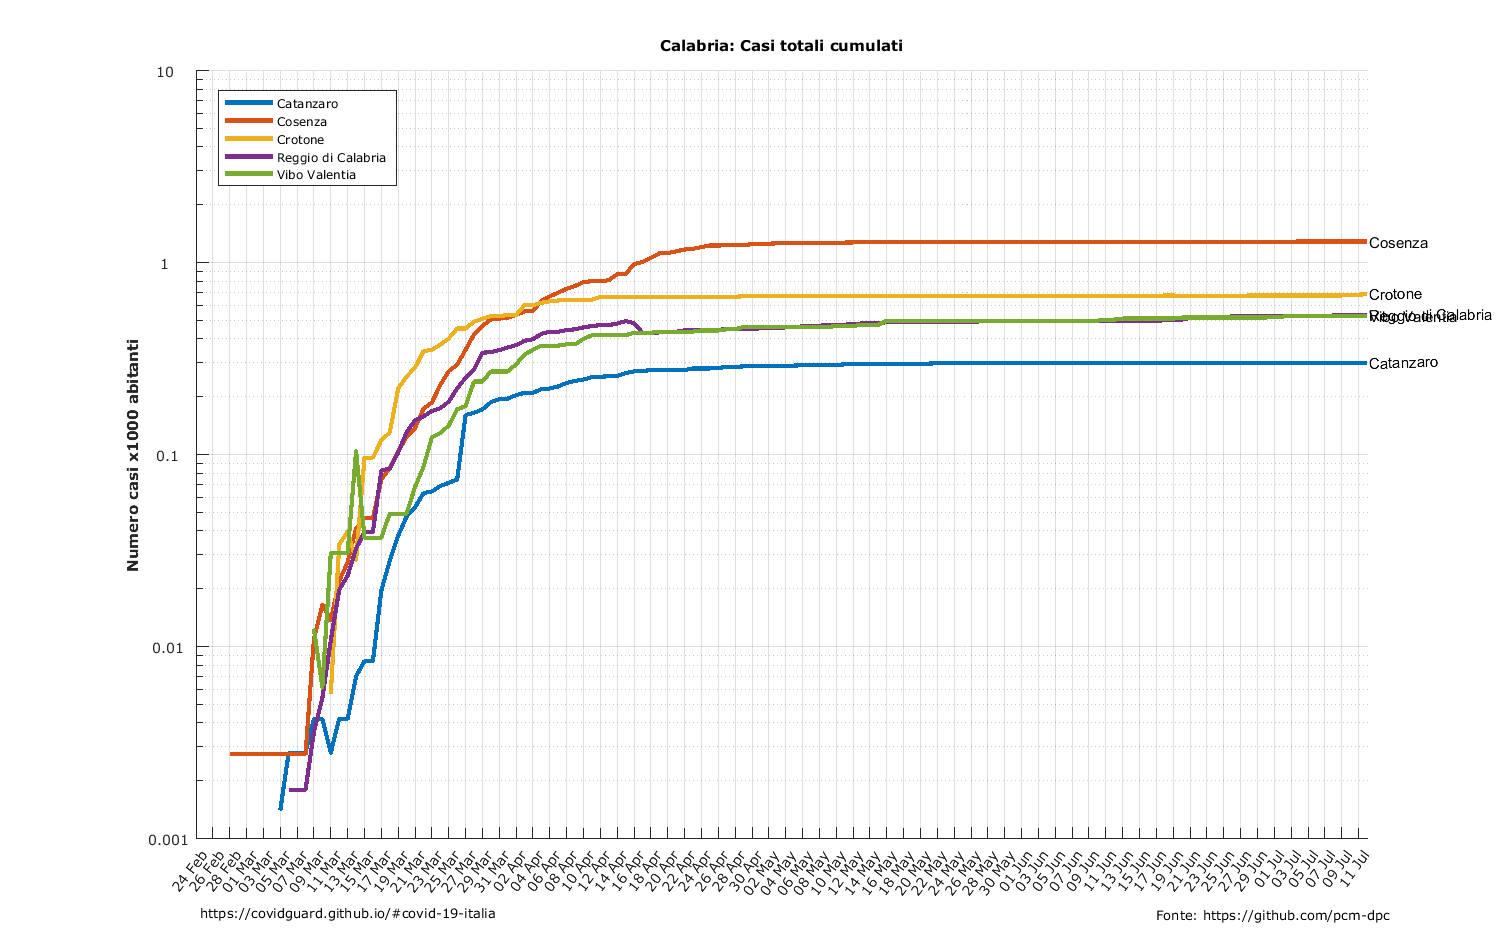 Calabria: Casi totali cumulati
10
1
0.1
0.01
0.001
Numero casi x1000 abitanti
Catanzaro
Cosenza
Crotone
Reggio di Calabria
Vibo Valentia
Cosenza
Crotone
Reggio di Calabria
Vibo Valentia
Catanzaro
24 Feb
26 Feb
28 Feb
01 Mar
03 Mar
05 Mar
07 Mar
09 Mar
11 Mar
13 Mar
15 Mar
17 Mar
19 Mar
21 Mar
23 Mar
25 Mar
27 Mar
29 Mar
31 Mar
02 Apr
04 Apr
06 Apr
08 Apr
10 Apr
12 Apr
14 Apr
16 Apr
18 Apr
20 Apr
22 Apr
24 Apr
26 Apr
28 Apr
30 Apr
02 May
04 May
06 May
08 May
10 May
12 May
14 May
16 May
18 May
20 May
22 May
24 May
26 May
28 May
30 May
01 Jun
03 Jun
05 Jun
07 Jun
09 Jun
11 Jun
13 Jun
15 Jun
17 Jun
19 Jun
21 Jun
23 Jun
25 Jun
27 Jun
29 Jun
01 Jul
03 Jul
05 Jul
07 Jul
09 Jul
11 Jul
https://covidguard.github.io/#covid-19-italia
Fonte: https://github.com/pcm-dpc